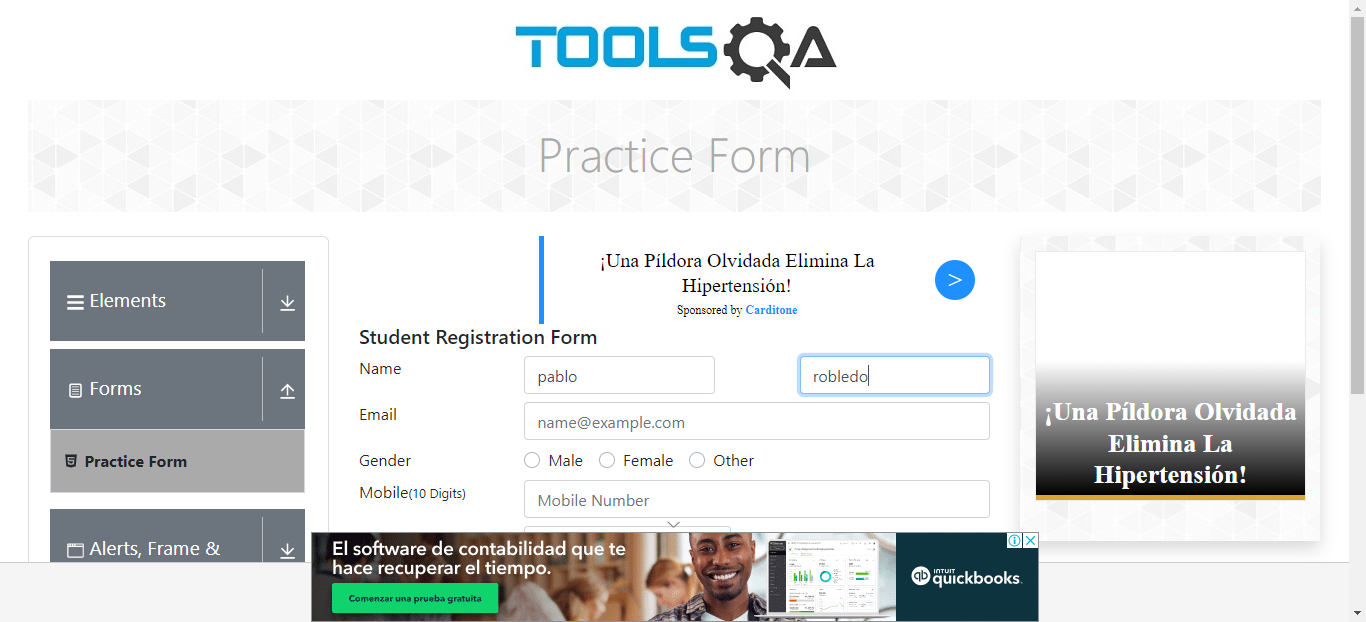 TOOLSQA
Practice Form
Elements
Forms
Practice Form
Alerts, Frame &
¡Una Píldora Olvidada Elimina La
Hipertensión!
Sponsored by Carditone
>
Student Registration Form
Name
pablo
robledo
Email
name@example.com
Gender
Male
Female
Other
Mobile(10 Digits)
Mobile Number
¡Una Píldora Olvidada
Elimina La
Hipertensión!
El software de contabilidad que te
hace recuperar el tiempo.
Comenzar una prueba gratuita
INTUIT
quickbooks.